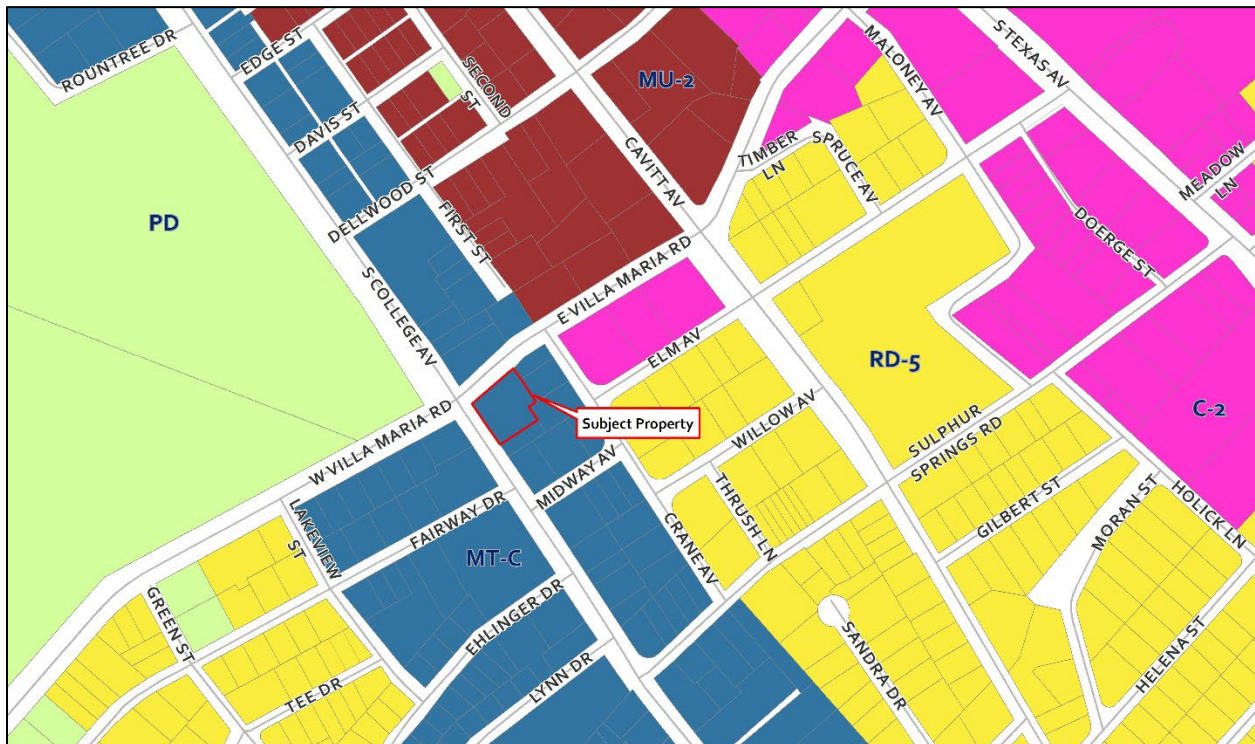 ROUNTREE DR
EDGE ST
DAVIS ST
DELLWOOD ST
SECOND
ST
FIRST ST
MU-2
CAVITT AV
TIMBER
LN
SPRUCE AV
MALONEY AV
S TEXAS AV
MEADOW
LN
DOERGE ST
PD
S COLLEGE AV
E VILLA MARIA RD
ELM AV
RD-5
C-2
Subject Property
W VILLA MARIA RD
WILLOW AV
MIDWAY AV
SULPHUR
SPRINGS RD
THRUSH LN
GILBERT ST
MORAN ST
HOLICK LN
LAKEVIEW
ST
FAIRWAY DR
MT-C
CRANE AV
GREEN ST
EHLINGER DR
LYNN DR
TEE DR
SANDRA DR
HELENA ST